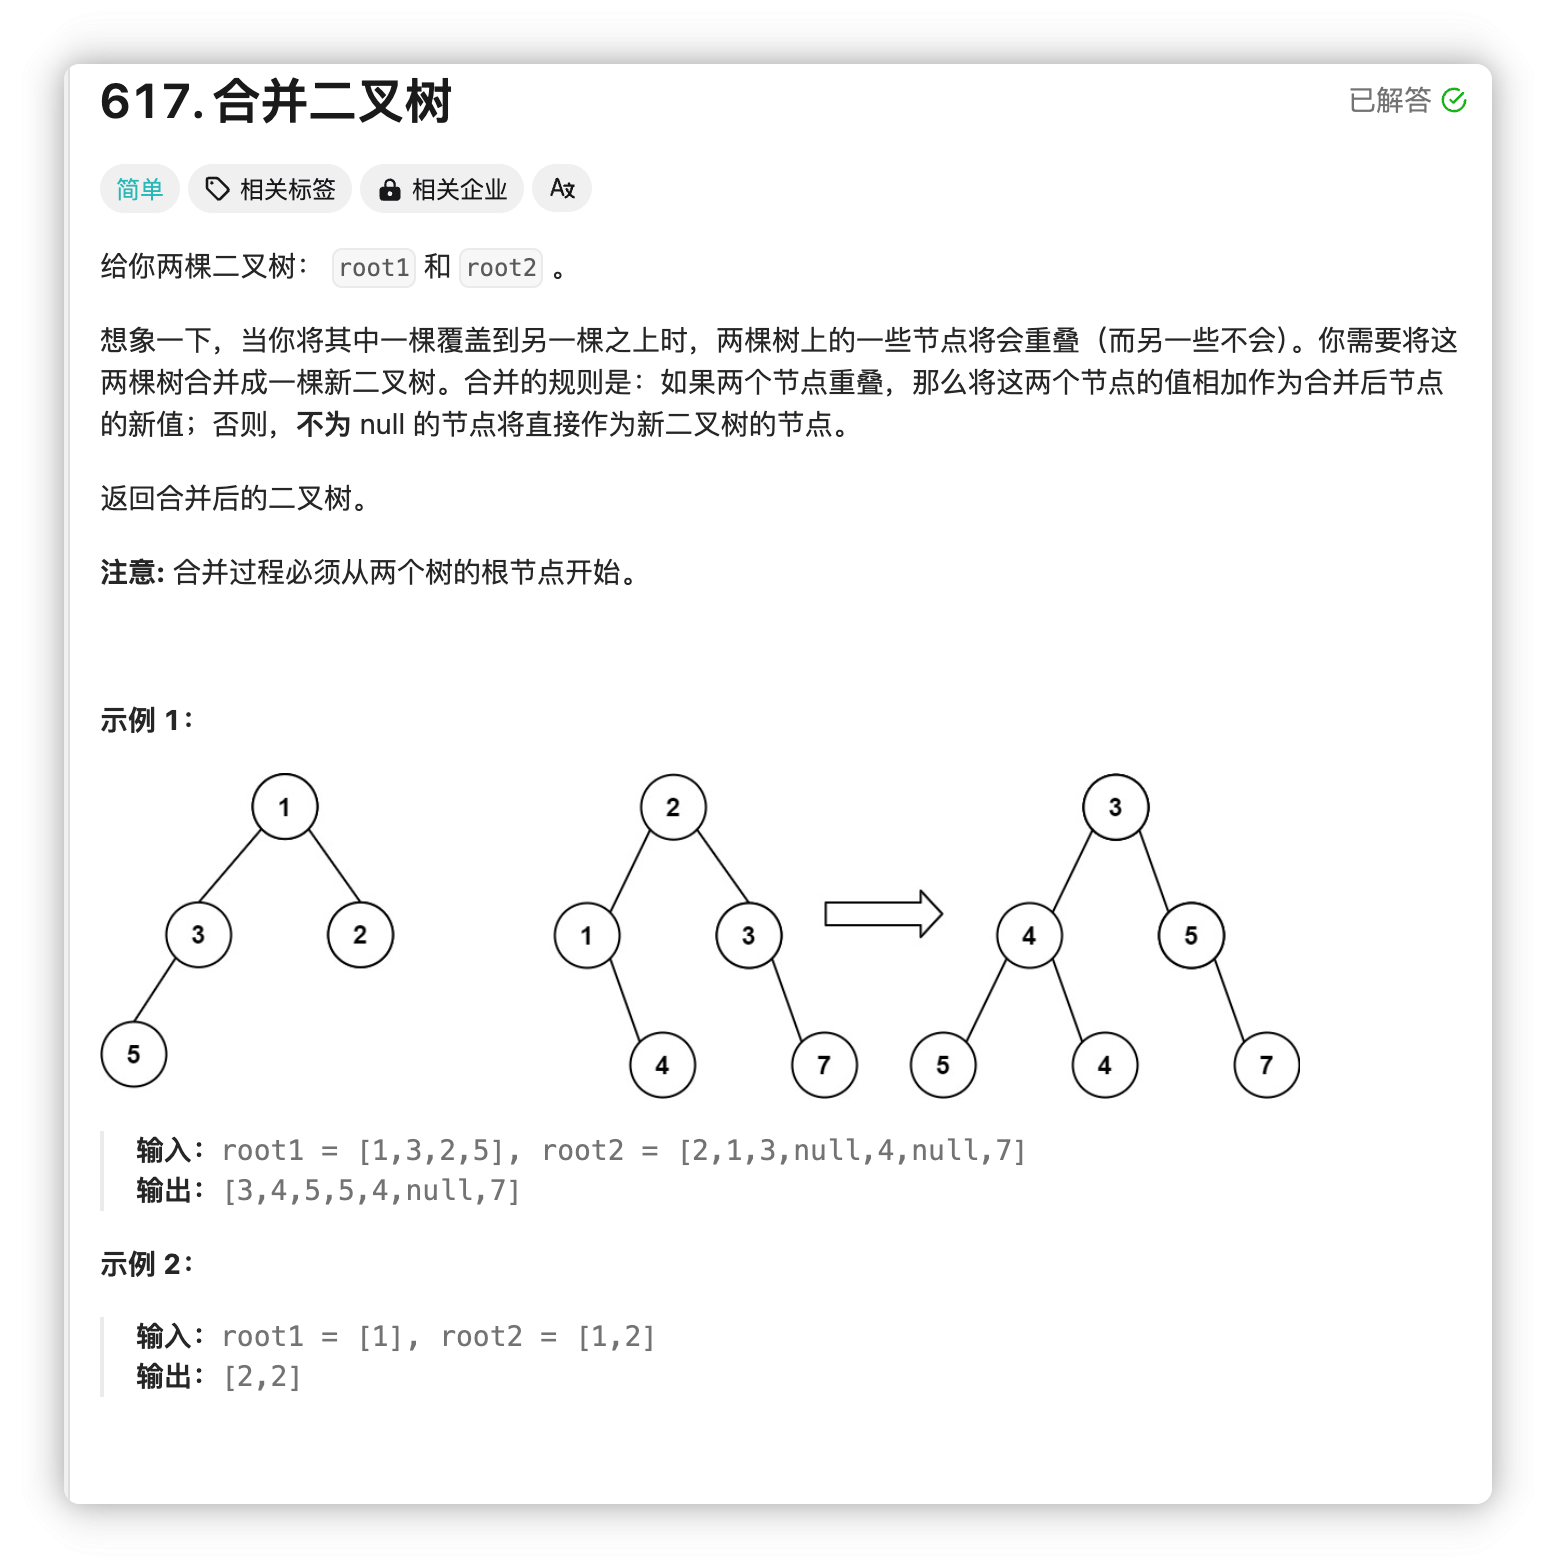 617. 合并二叉树
已解答
简单 相关标签 相关企业 A文
给你两棵二叉树： root1 和 root2 。
想象一下，当你将其中一棵覆盖到另一棵之上时，两棵树上的一些节点将会重叠（而另一些不会）。你需要将这
两棵树合并成一棵新二叉树。合并的规则是：如果两个节点重叠，那么将这两个节点的值相加作为合并后节点
的新值；否则，不为 null 的节点将直接作为新二叉树的节点。
返回合并后的二叉树。
注意: 合并过程必须从两个树的根节点开始。
示例 1：
1 2 3
3 2 1 3 4 5
5 4 7 5 4 7
输入：root1 = [1,3,2,5], root2 = [2,1,3,null,4,null,7]
输出：[3,4,5,5,4,null,7]
示例 2：
输入：root1 = [1], root2 = [1,2]
输出：[2,2]